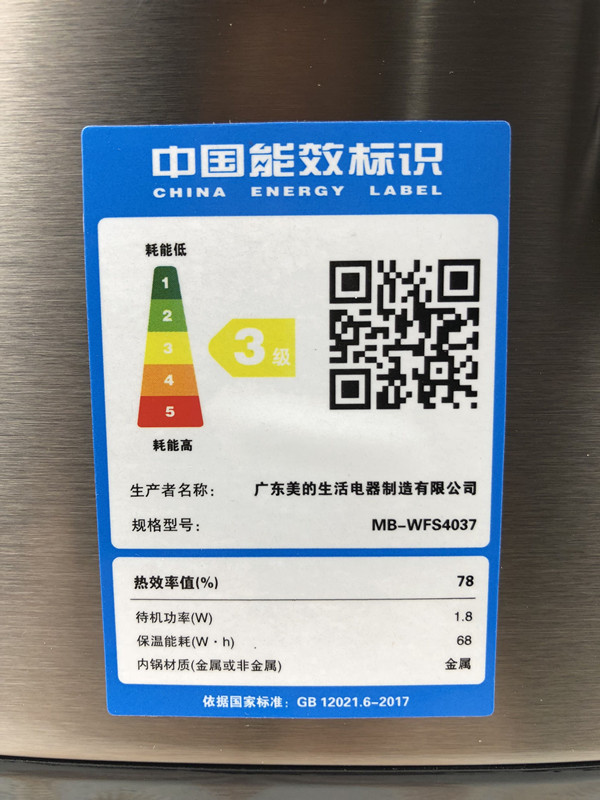 中国能效标识
CHINA ENERGY LABEL
耗能低
1
2
3
4
5
耗能高
3级
生产者名称： 广东美的生活电器制造有限公司
规格型号： MB-WFS4037
热效率值(%) 78
待机功率(W) 1.8
保温能耗(W·h) 68
内锅材质(金属或非金属) 金属
依据国家标准：GB 12021.6-2017